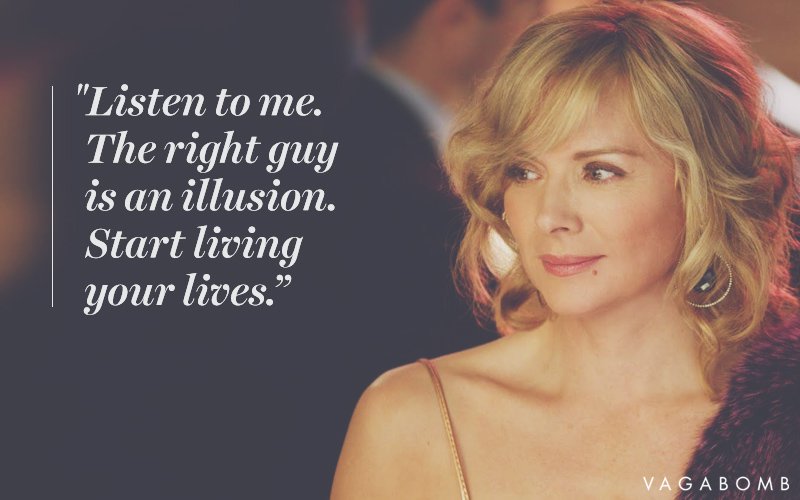 "Listen to me.
The right guy
is an illusion.
Start living
your lives.”
VAGABOMB